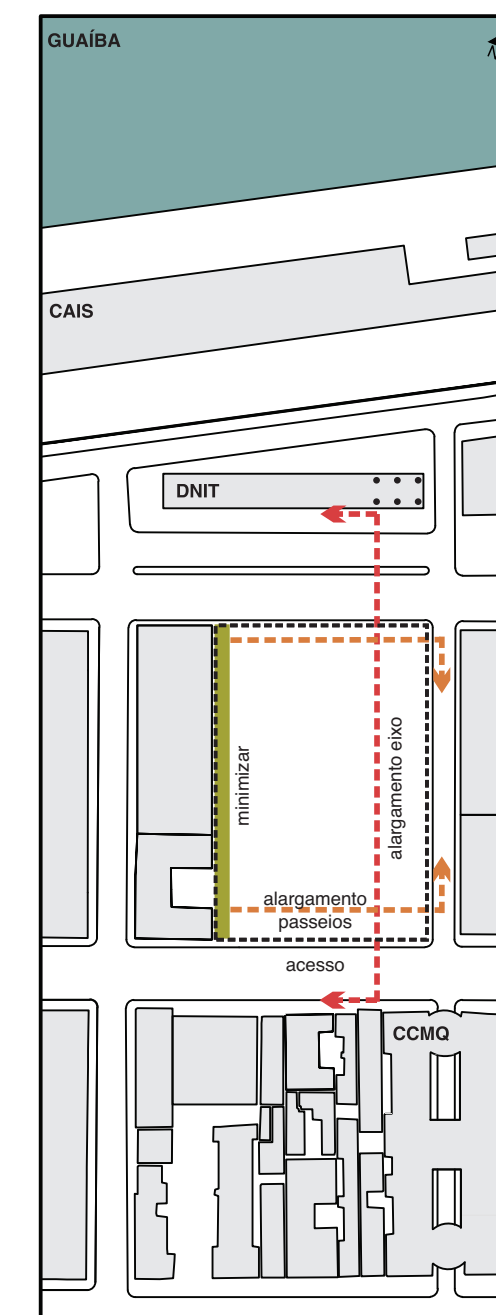 GUAÍBA
N
CAIS
DNIT
minimizar
alargamento eixo
alargamento
passeios
acesso
CCMQ